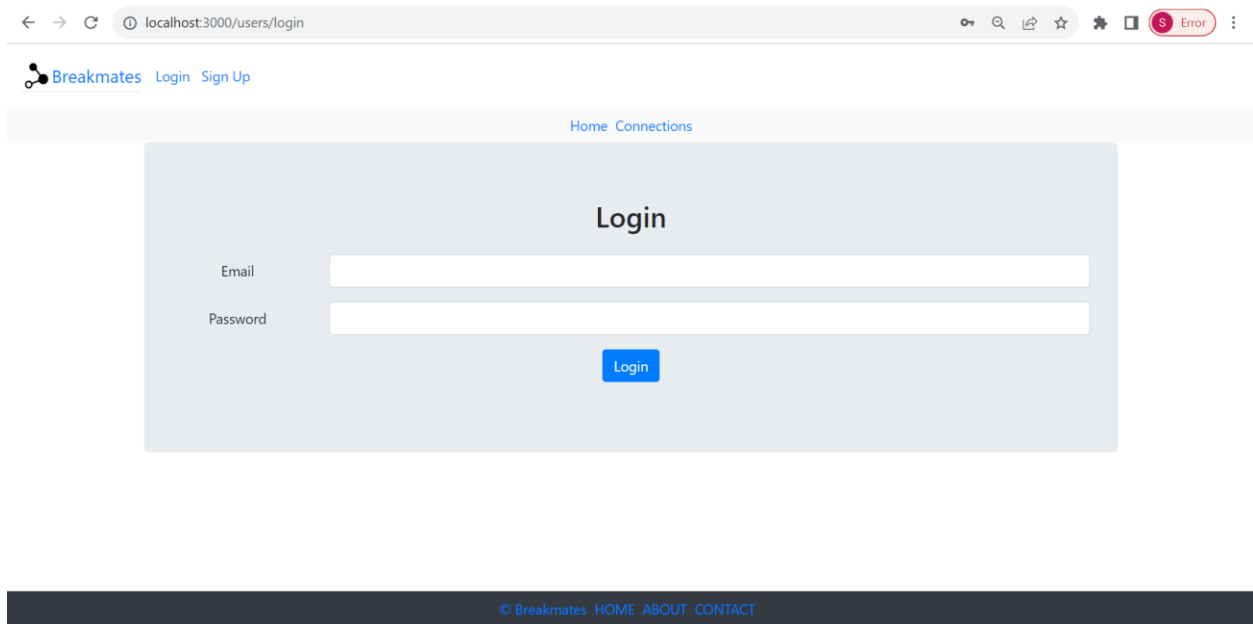 localhost:3000/users/login
S Error
Breakmates Login Sign Up
Home Connections
Login
Email
Password
Login
© Breakmates HOME ABOUT CONTACT